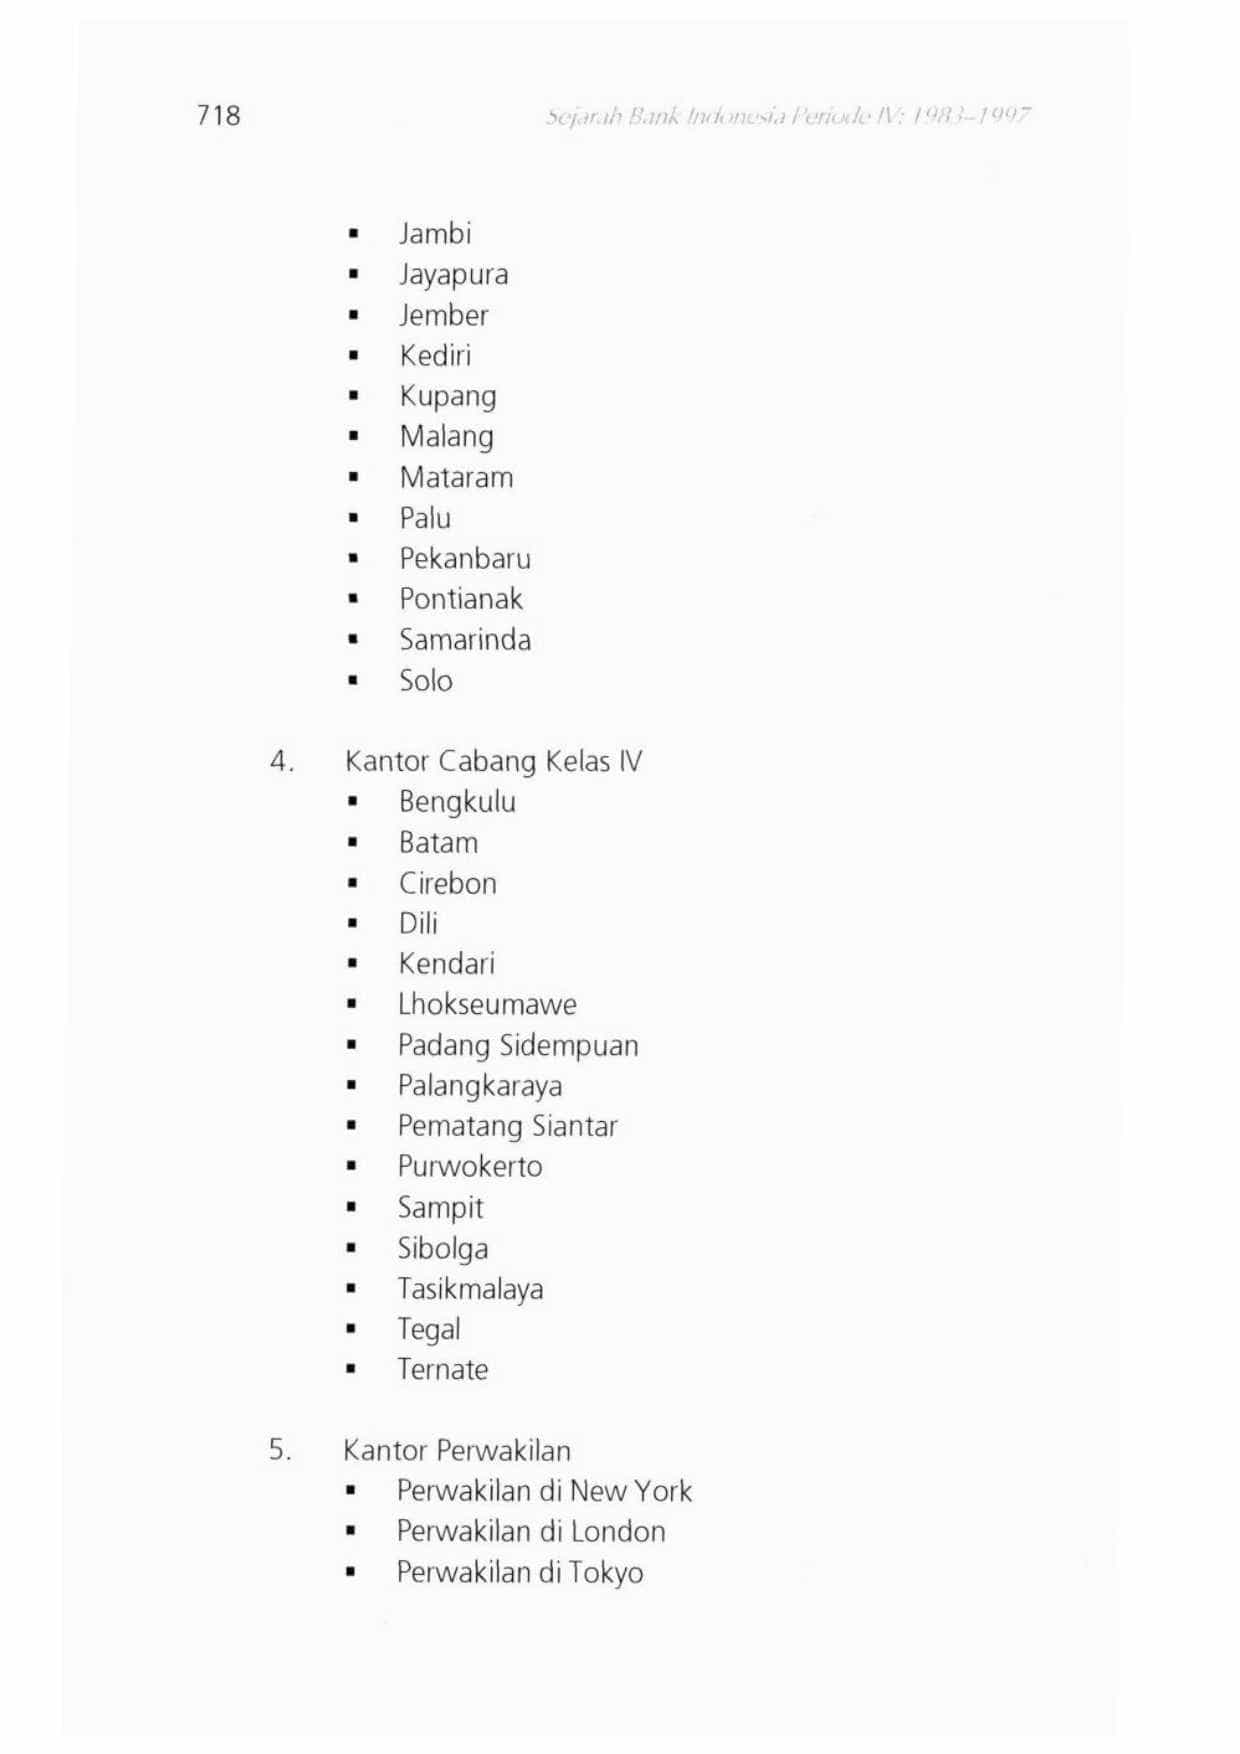 718
Sejarah Bank Indonesia Periode IV: 1983–1997
▪ Jambi
▪ Jayapura
▪ Jember
▪ Kediri
▪ Kupang
▪ Malang
▪ Mataram
▪ Palu
▪ Pekanbaru
▪ Pontianak
▪ Samarinda
▪ Solo
4. Kantor Cabang Kelas IV
▪ Bengkulu
▪ Batam
▪ Cirebon
▪ Dili
▪ Kendari
▪ Lhokseumawe
▪ Padang Sidempuan
▪ Palangkaraya
▪ Pematang Siantar
▪ Purwokerto
▪ Sampit
▪ Sibolga
▪ Tasikmalaya
▪ Tegal
▪ Ternate
5. Kantor Perwakilan
▪ Perwakilan di New York
▪ Perwakilan di London
▪ Perwakilan di Tokyo